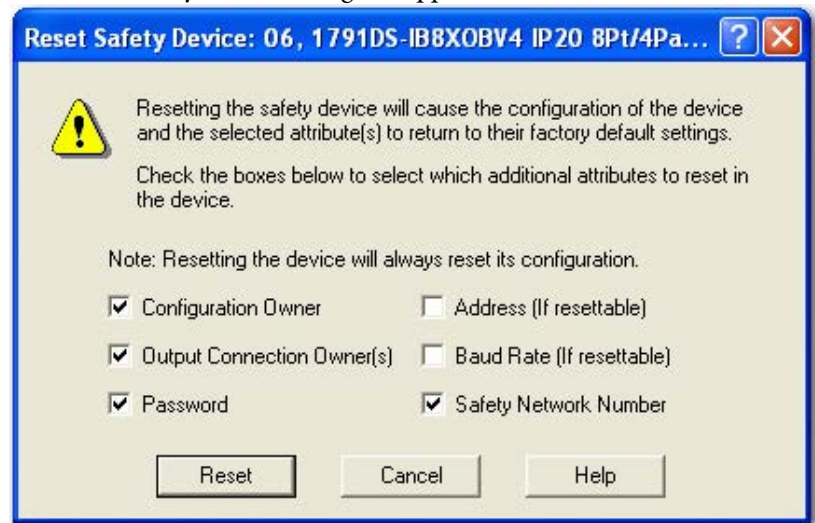 Reset Safety Device: 06, 1791DS-IB8XOBV4 IP20 8Pt/4Pa...
Resetting the safety device will cause the configuration of the device
and the selected attribute(s) to return to their factory default settings.
Check the boxes below to select which additional attributes to reset in
the device.
Note: Resetting the device will always reset its configuration.
Configuration Owner
Address (If resettable)
Output Connection Owner(s)
Baud Rate (If resettable)
Password
Safety Network Number
Reset
Cancel
Help